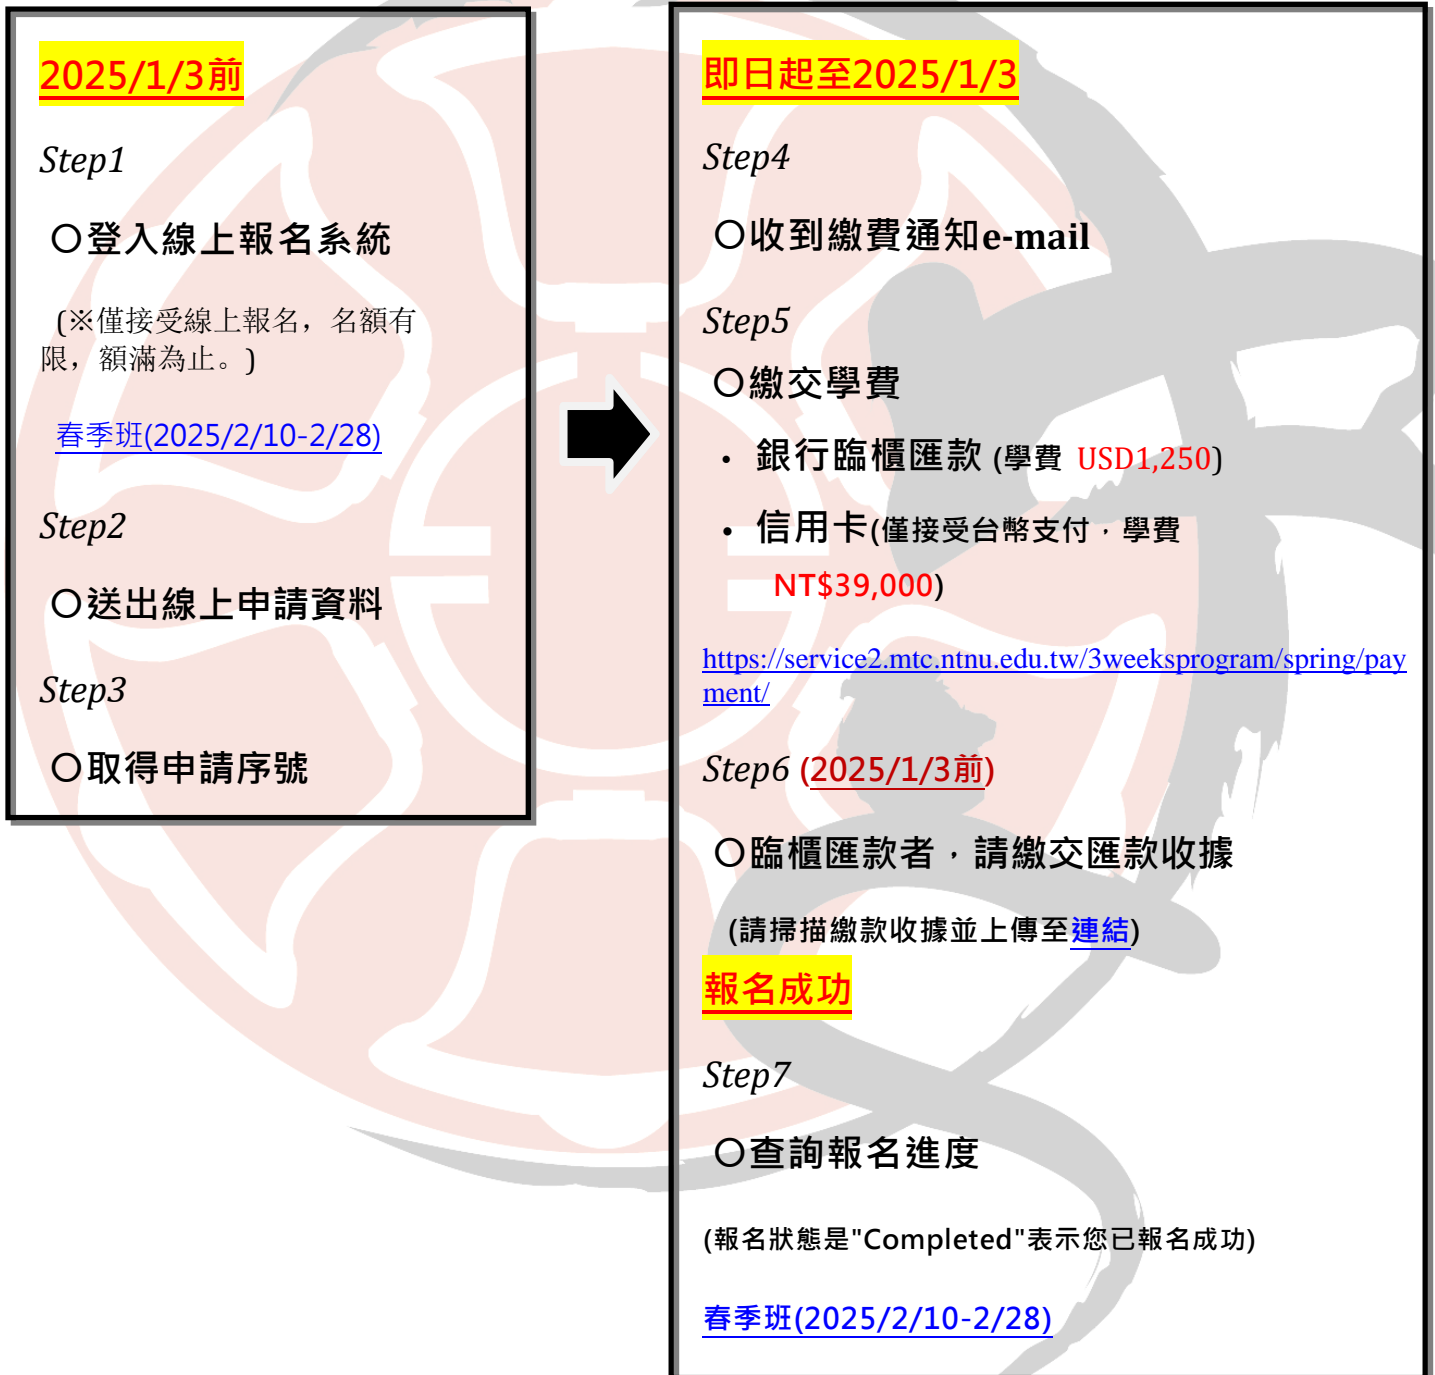 2025/1/3前
Step1
〇登入線上報名系統
(※僅接受線上報名，名額有
限，額滿為止。)
春季班(2025/2/10-2/28)
Step2
〇送出線上申請資料
Step3
〇取得申請序號
即日起至2025/1/3
Step4
〇收到繳費通知e-mail
Step5
〇繳交學費
• 銀行臨櫃匯款 (學費 USD1,250)
• 信用卡(僅接受台幣支付，學費
NT$39,000)
https://service2.mtc.ntnu.edu.tw/3weeksprogram/spring/pay
ment/
Step6 (2025/1/3前)
〇臨櫃匯款者，請繳交匯款收據
(請掃描繳款收據並上傳至連結)
報名成功
Step7
〇查詢報名進度
(報名狀態是"Completed"表示您已報名成功)
春季班(2025/2/10-2/28)